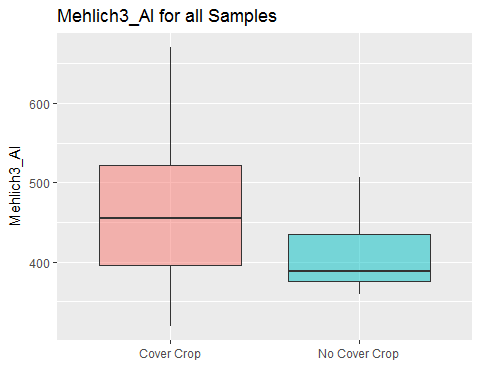 Mehlich3_Al for all Samples
Mehlich3_Al
600
500
400
Cover Crop
No Cover Crop